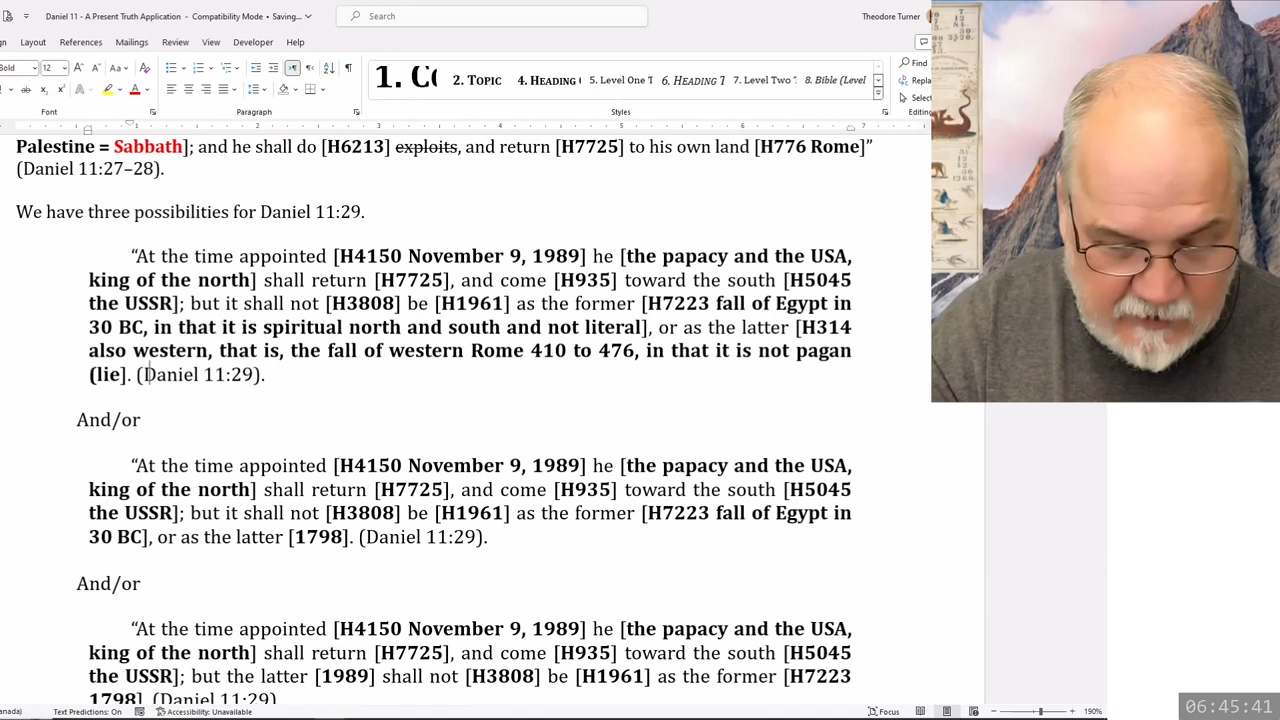 Daniel 11 - A Present Truth Application - Compatibility Mode - Saving...
Search
Theodore Turner
Layout References Mailings Review View Developer Help
Bold 12
Font Paragraph Styles Editing
2. TOPIC 5. Level One 6. HEADING 7. Level Two 8. Bible (Level
Find
Palestine = Sabbath]; and he shall do [H6213] exploits, and return [H7725] to his own land [H776 Rome]”
(Daniel 11:27–28).
We have three possibilities for Daniel 11:29.
“At the time appointed [H4150 November 9, 1989] he [the papacy and the USA,
king of the north] shall return [H7725], and come [H935] toward the south [H5045
the USSR]; but it shall not [H3808] be [H1961] as the former [H7223 fall of Egypt in
30 BC, in that it is spiritual north and south and not literal], or as the latter [H314
also western, that is, the fall of western Rome 410 to 476, in that it is not pagan
(lie]. (Daniel 11:29).
And/or
“At the time appointed [H4150 November 9, 1989] he [the papacy and the USA,
king of the north] shall return [H7725], and come [H935] toward the south [H5045
the USSR]; but it shall not [H3808] be [H1961] as the former [H7223 fall of Egypt in
30 BC], or as the latter [1798]. (Daniel 11:29).
And/or
“At the time appointed [H4150 November 9, 1989] he [the papacy and the USA,
king of the north] shall return [H7725], and come [H935] toward the south [H5045
the USSR]; but the latter [1989] shall not [H3808] be [H1961] as the former [H7223
1798]. (Daniel 11:29).
Text Predictions: On Accessibility: Unavailable Focus 190%
06:45:41